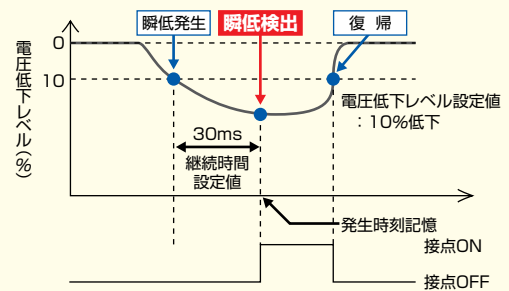 瞬低発生
瞬低検出
復 帰
0
10
電圧低下レベル(%)
電圧低下レベル設定値
：10%低下
30ms
継続時間
設定値
発生時刻記憶
接点ON
接点OFF